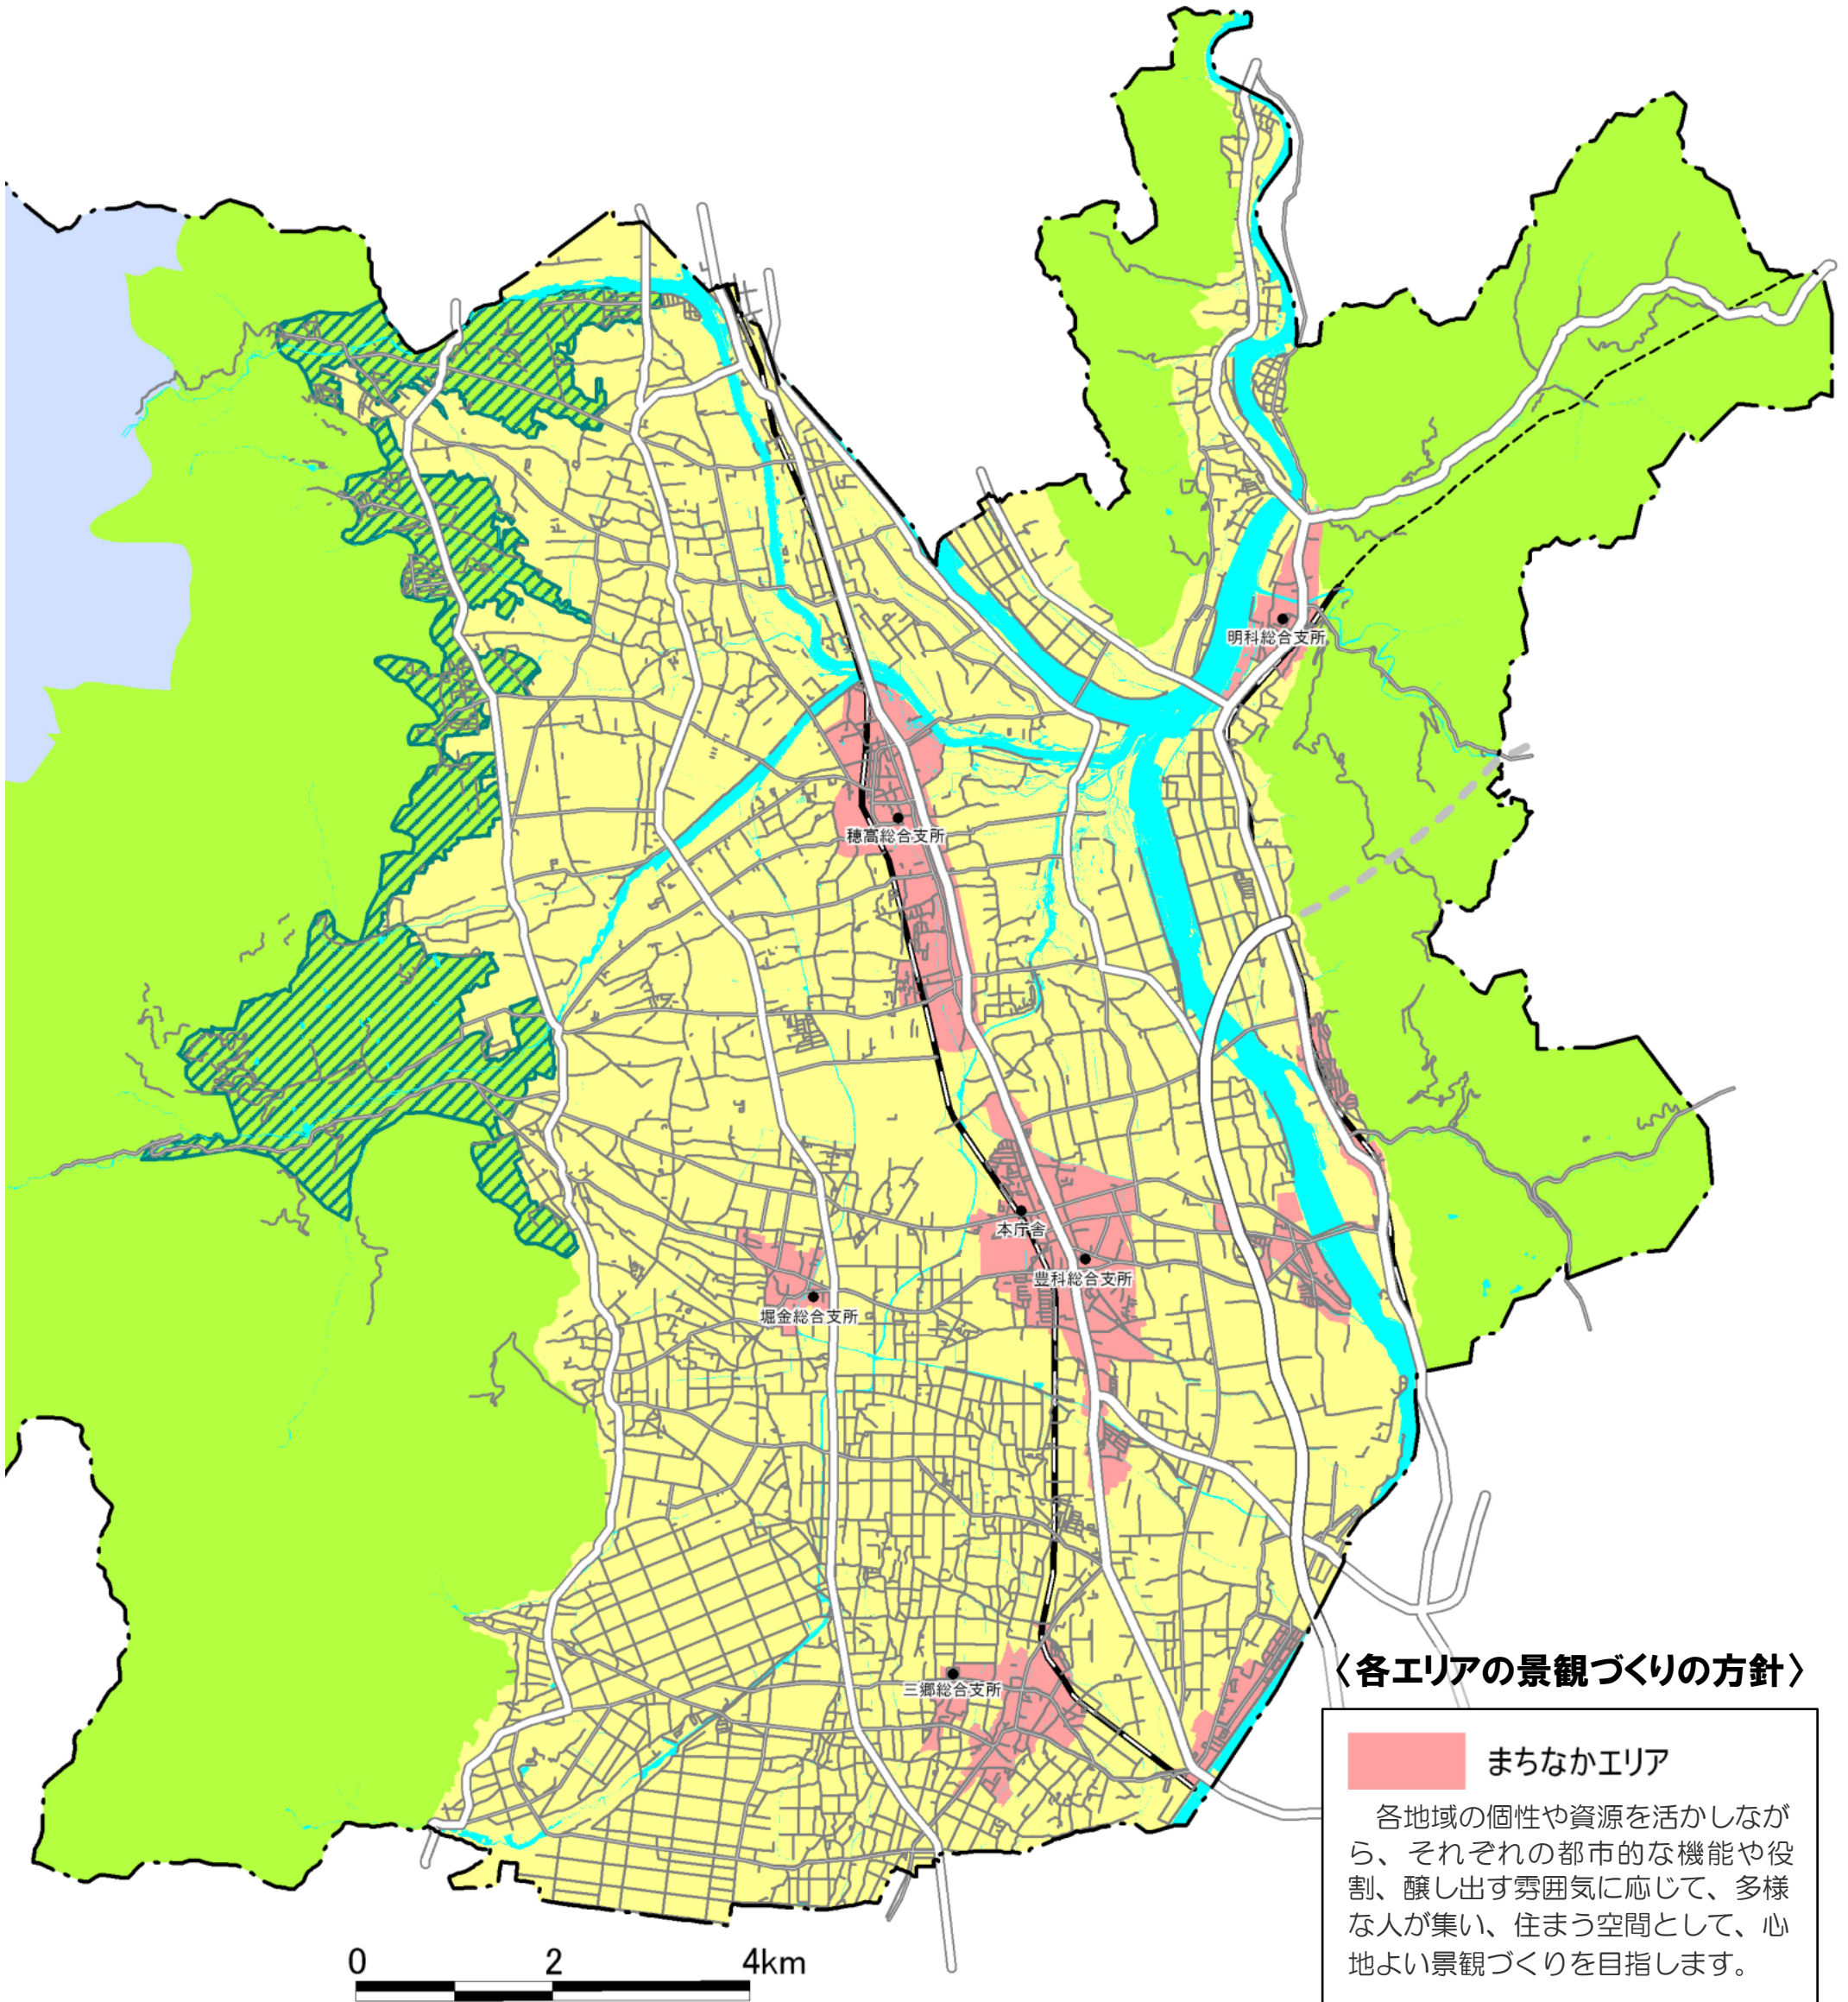 明科総合支所
穂高総合支所
本庁舎
豊科総合支所
堀金総合支所
三郷総合支所
〈各エリアの景観づくりの方針〉
まちなかエリア
各地域の個性や資源を活かしなが
ら、それぞれの都市的な機能や役
割、醸し出す雰囲気に応じて、多様
な人が集い、住まう空間として、心
地よい景観づくりを目指します。
0 2 4km